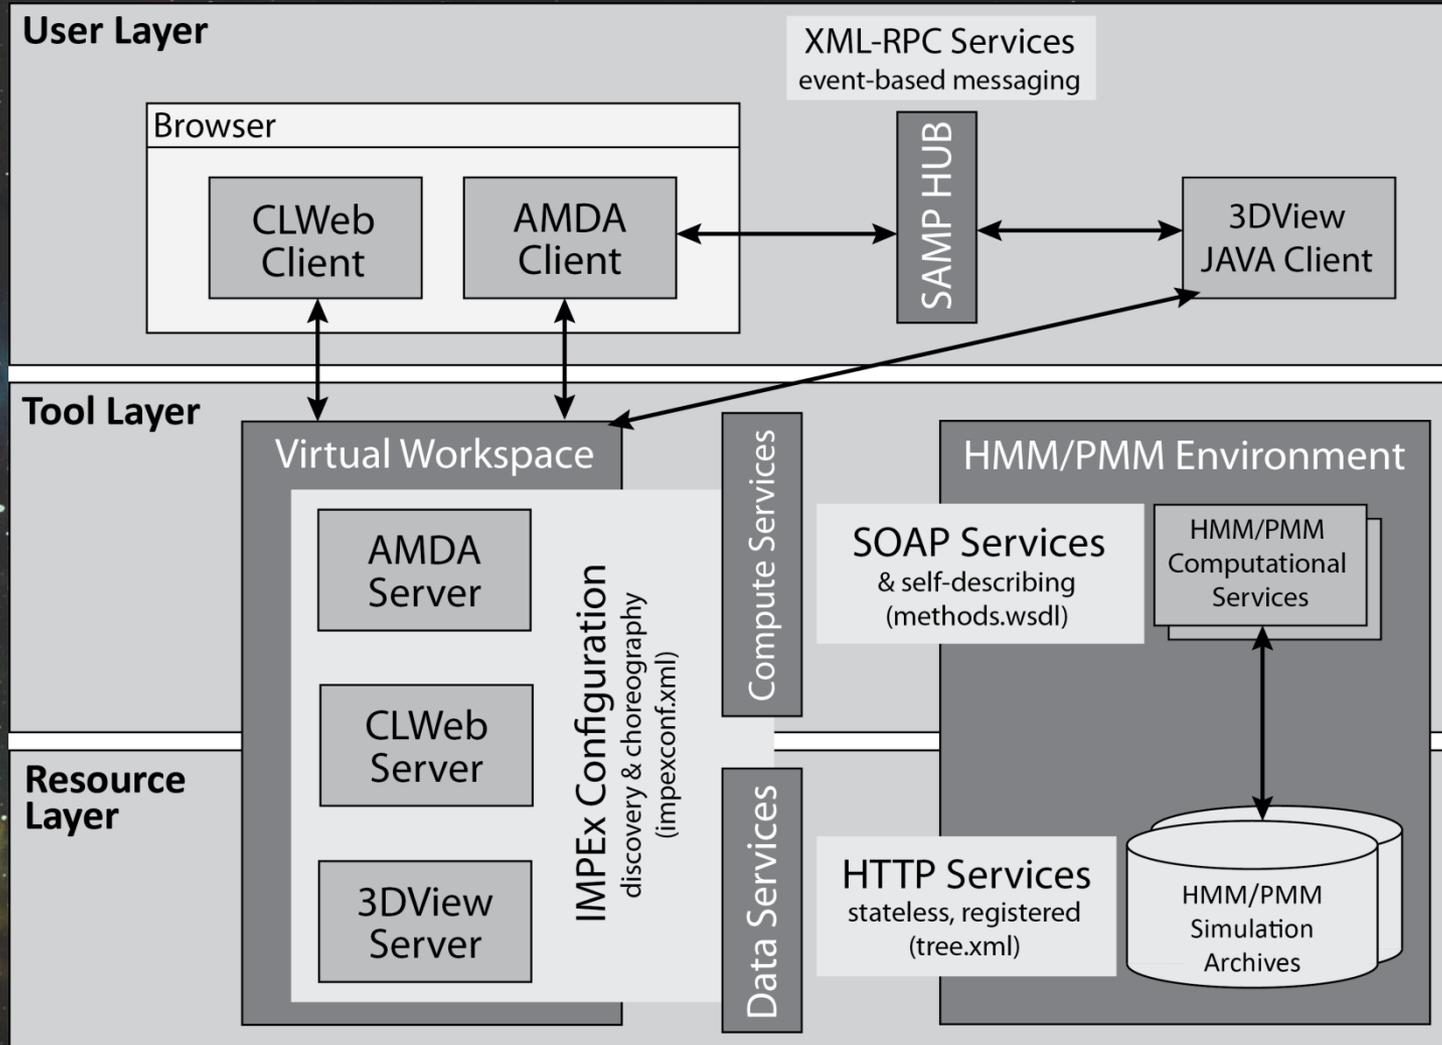 User Layer
XML-RPC Services
event-based messaging
Browser
CLWeb
Client
AMDA
Client
SAMP HUB
3DView
JAVA Client
Tool Layer
Virtual Workspace
AMDA
Server
CLWeb
Server
3DView
Server
IMPEx Configuration
discovery & choreography
(impexconf.xml)
Compute Services
HMM/PMM Environment
SOAP Services
& self-describing
(methods.wsdl)
HMM/PMM
Computational
Services
Resource
Layer
Data Services
HTTP Services
stateless, registered
(tree.xml)
HMM/PMM
Simulation
Archives